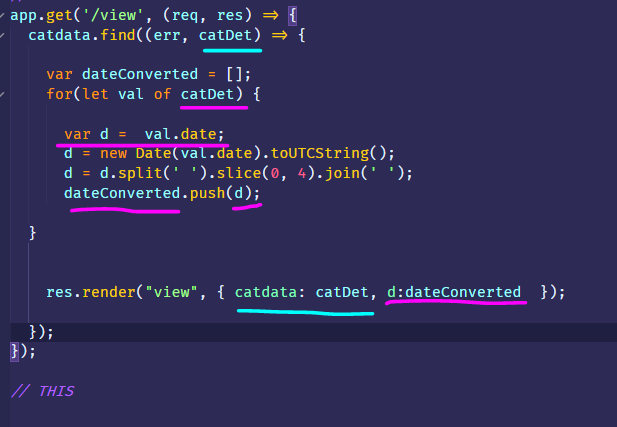 app.get('/view', (req, res) => {
catdata.find((err, catDet) => {
var dateConverted = [];
for(let val of catDet) {
var d = val.date;
d = new Date(val.date).toUTCString();
d = d.split(' ').slice(0, 4).join(' ');
dateConverted.push(d);
}
res.render("view", { catdata: catDet, d:dateConverted });
});
});
// THIS